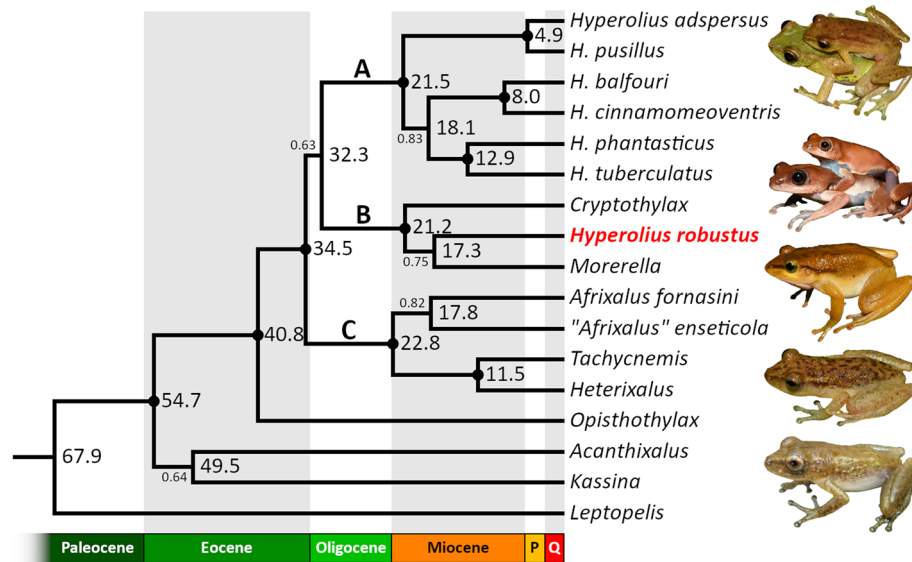 Hyperolius adspersus
4.9
H. pusillus
A
21.5
H. balfouri
8.0
H. cinnamomeoventris
18.1
0.83
H. phantasticus
0.63
32.3
12.9
H. tuberculatus
Cryptothylax
B
21.2
Hyperolius robustus
34.5
17.3
0.75
Morerella
Afrixalus fornasini
0.82
17.8
"Afrixalus" enseticola
C
40.8
22.8
Tachycnemis
11.5
Heterixalus
54.7
Opisthothylax
Acanthixalus
67.9
49.5
0.64
Kassina
Leptopelis
Paleocene Eocene Oligocene Miocene P Q